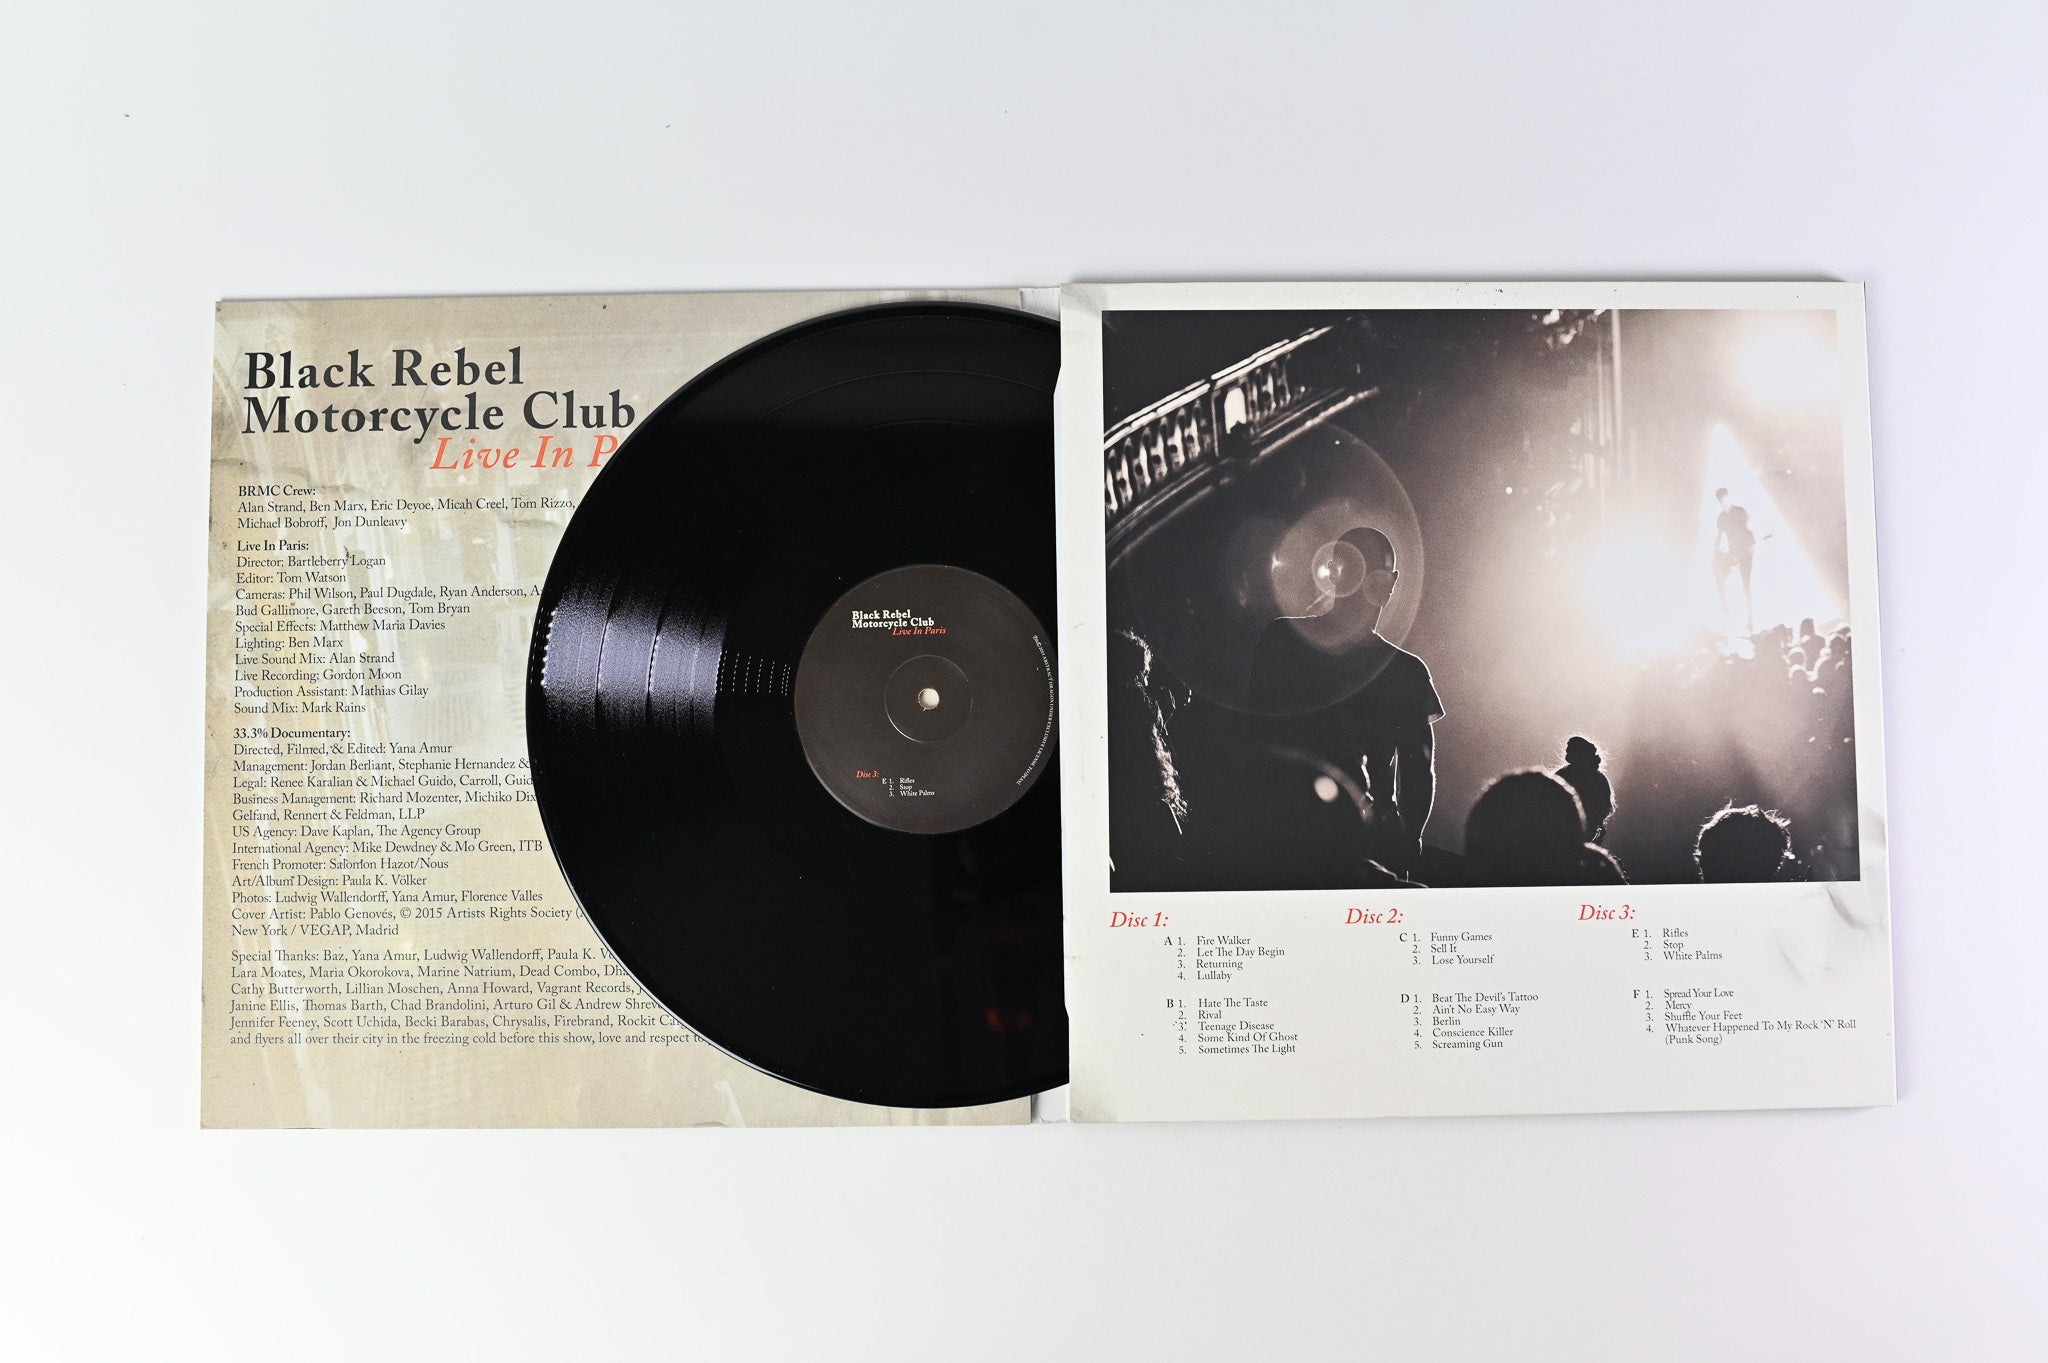 Black Rebel
Motorcycle Club
Live In P
BRMC Crew:
Alan Strand, Ben Marx, Eric Deyoe, Micah Creel, Tom Rizzo,
Michael Bobroff, Jon Dunleavy
Live In Paris:
Director: Bartleberry Logan
Editor: Tom Watson
Cameras: Phil Wilson, Paul Dugdale, Ryan Anderson,
Bud Gallimore, Gareth Beeson, Tom Bryan
Special Effects: Matthew Maria Davies
Lighting: Ben Marx
Live Sound Mix: Alan Strand
Live Recording: Gordon Moon
Production Assistant: Mathias Gilay
Sound Mix: Mark Rains
33.3% Documentary:
Directed, Filmed, & Edited: Yana Amur
Management: Jordan Berliant, Stephanie Hernandez &
Legal: Renee Karalian & Michael Guido, Carroll, Guid
Business Management: Richard Mozenter, Michiko Dix
Gelfand, Rennert & Feldman, LLP
US Agency: Dave Kaplan, The Agency Group
International Agency: Mike Dewdney & Mo Green, ITB
French Promoter: Salomon Hazot/Nous
Art/Album Design: Paula K. Völker
Photos: Ludwig Wallendorff, Yana Amur, Florence Valles
Cover Artist: Pablo Genovés, © 2015 Artists Rights Society
New York / VEGAP, Madrid
Special Thanks: Baz, Yana Amur, Ludwig Wallendorff, Paula K.
Lara Moates, Maria Okorokova, Marine Natrium, Dead Combo,
Cathy Butterworth, Lillian Moschen, Anna Howard, Vagrant Records,
Janine Ellis, Thomas Barth, Chad Brandolini, Arturo Gil & Andrew Shrev
Jennifer Feeney, Scott Uchida, Becki Barabas, Chrysalis, Firebrand, Rockit
and flyers all over their city in the freezing cold before this show, love and respect
Black Rebel
Motorcycle Club
Live In Paris
Disc 3:
E 1. Rifles
2. Stop
3. White Palms
Disc 1:
A 1. Fire Walker
2. Let The Day Begin
3. Returning
4. Lullaby
B 1. Hate The Taste
2. Rival
3. Teenage Disease
4. Some Kind Of Ghost
5. Sometimes The Light
Disc 2:
C 1. Funny Games
2. Sell It
3. Lose Yourself
D 1. Beat The Devil's Tattoo
2. Ain't No Easy Way
3. Berlin
4. Conscience Killer
5. Screaming Gun
Disc 3:
E 1. Rifles
2. Stop
3. White Palms
F 1. Spread Your Love
2. Mercy
3. Shuffle Your Feet
4. Whatever Happened To My Rock 'N' Roll
(Punk Song)